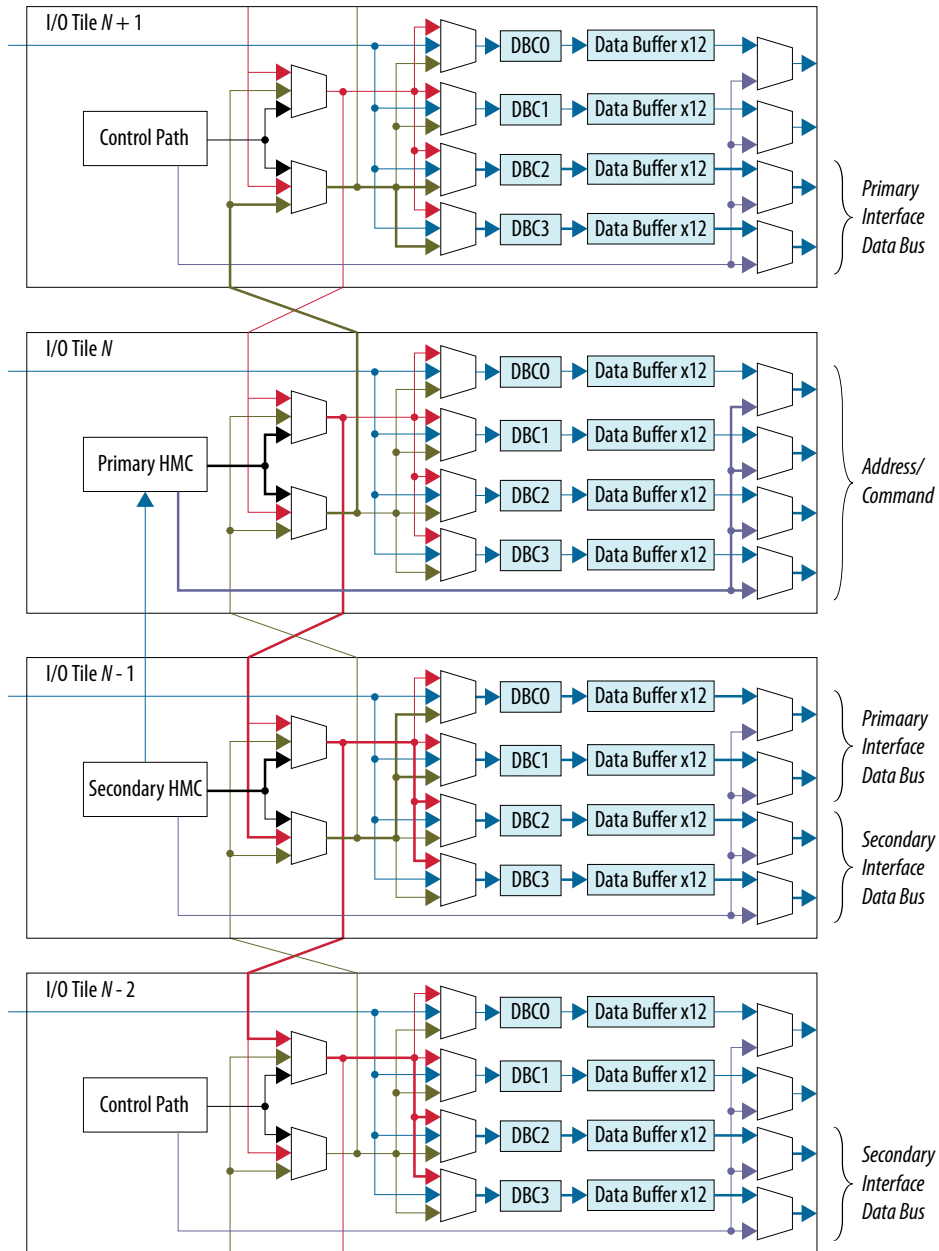 I/O Tile N + 1
Control Path
DBC0
Data Buffer x12
DBC1
Data Buffer x12
DBC2
Data Buffer x12
DBC3
Data Buffer x12
Primary
Interface
Data Bus
I/O Tile N
Primary HMC
DBC0
Data Buffer x12
DBC1
Data Buffer x12
DBC2
Data Buffer x12
DBC3
Data Buffer x12
Address/
Command
I/O Tile N - 1
Secondary HMC
DBC0
Data Buffer x12
DBC1
Data Buffer x12
DBC2
Data Buffer x12
DBC3
Data Buffer x12
Primaary
Interface
Data Bus
Secondary
Interface
Data Bus
I/O Tile N - 2
Control Path
DBC0
Data Buffer x12
DBC1
Data Buffer x12
DBC2
Data Buffer x12
DBC3
Data Buffer x12
Secondary
Interface
Data Bus